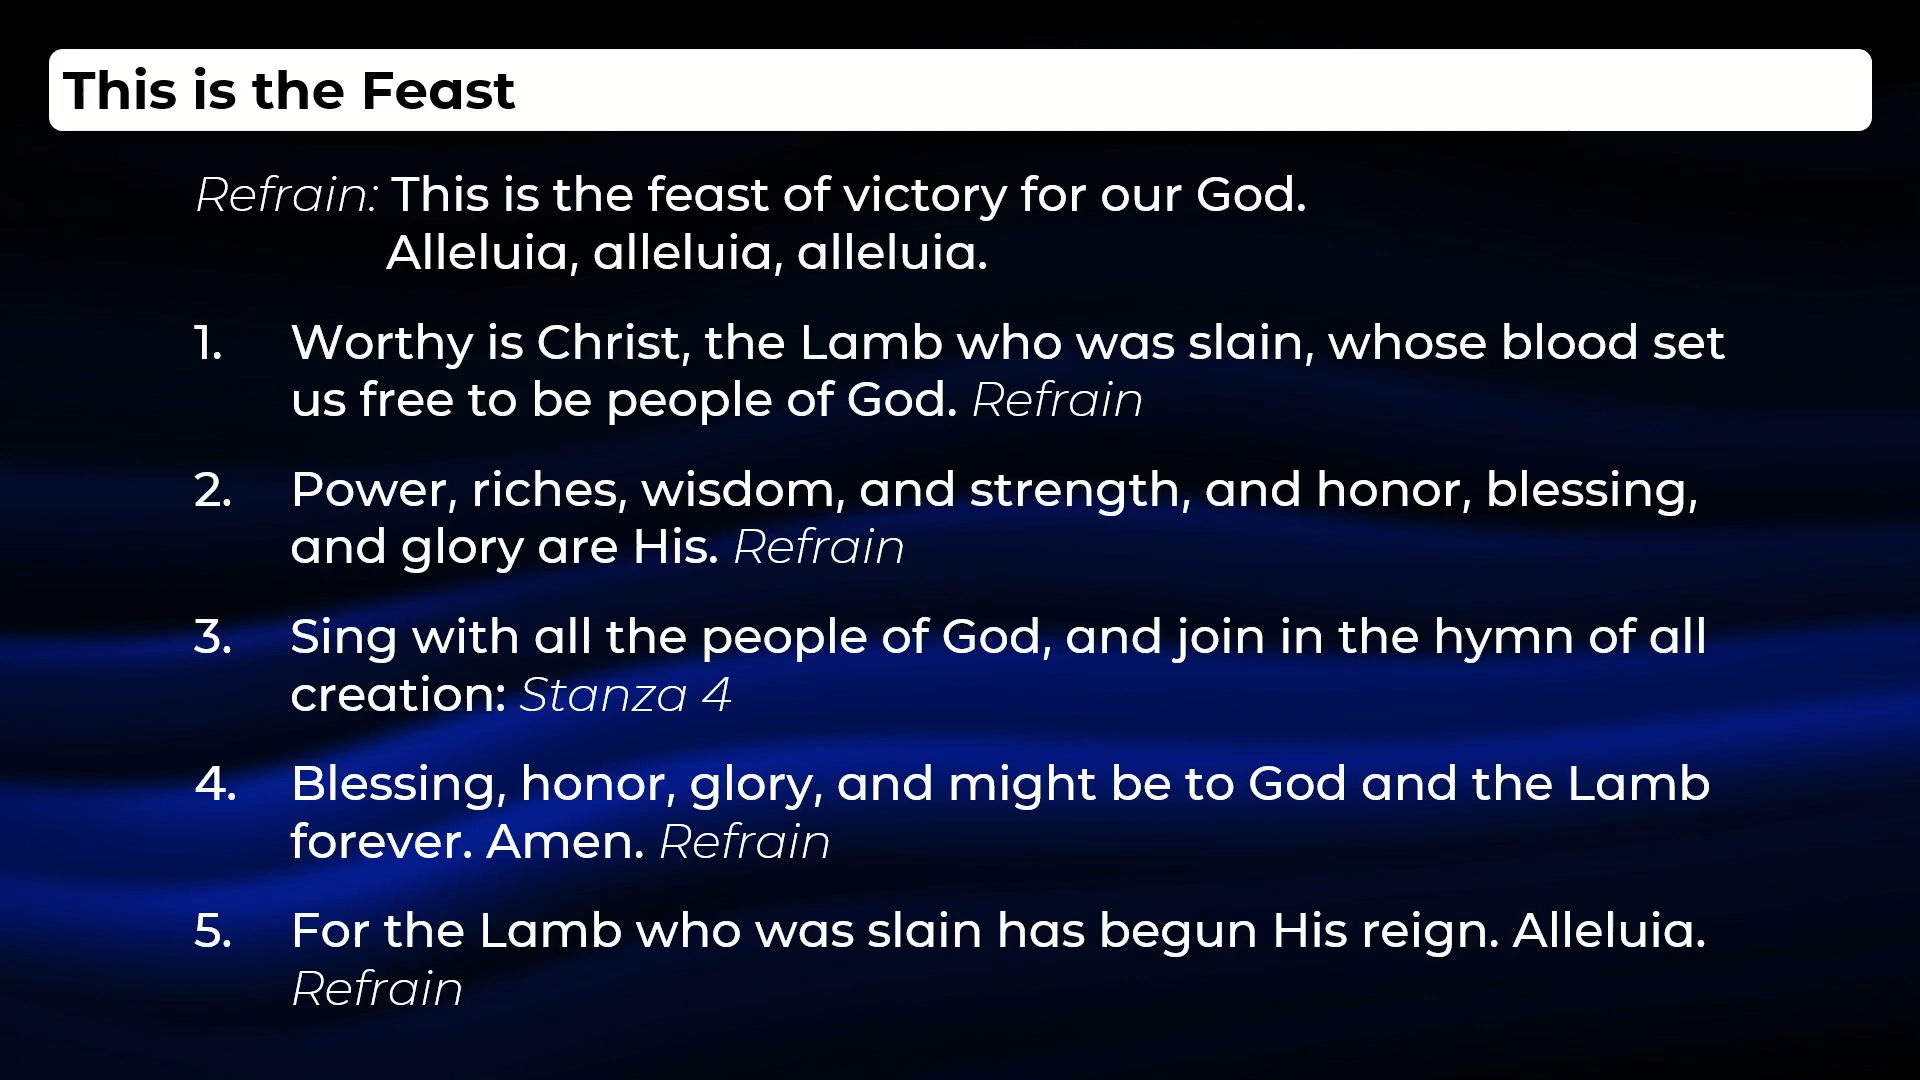 This is the Feast
Refrain: This is the feast of victory for our God.
Alleluia, alleluia, alleluia.
1. Worthy is Christ, the Lamb who was slain, whose blood set
us free to be people of God. Refrain
2. Power, riches, wisdom, and strength, and honor, blessing,
and glory are His. Refrain
3. Sing with all the people of God, and join in the hymn of all
creation: Stanza 4
4. Blessing, honor, glory, and might be to God and the Lamb
forever. Amen. Refrain
5. For the Lamb who was slain has begun His reign. Alleluia.
Refrain